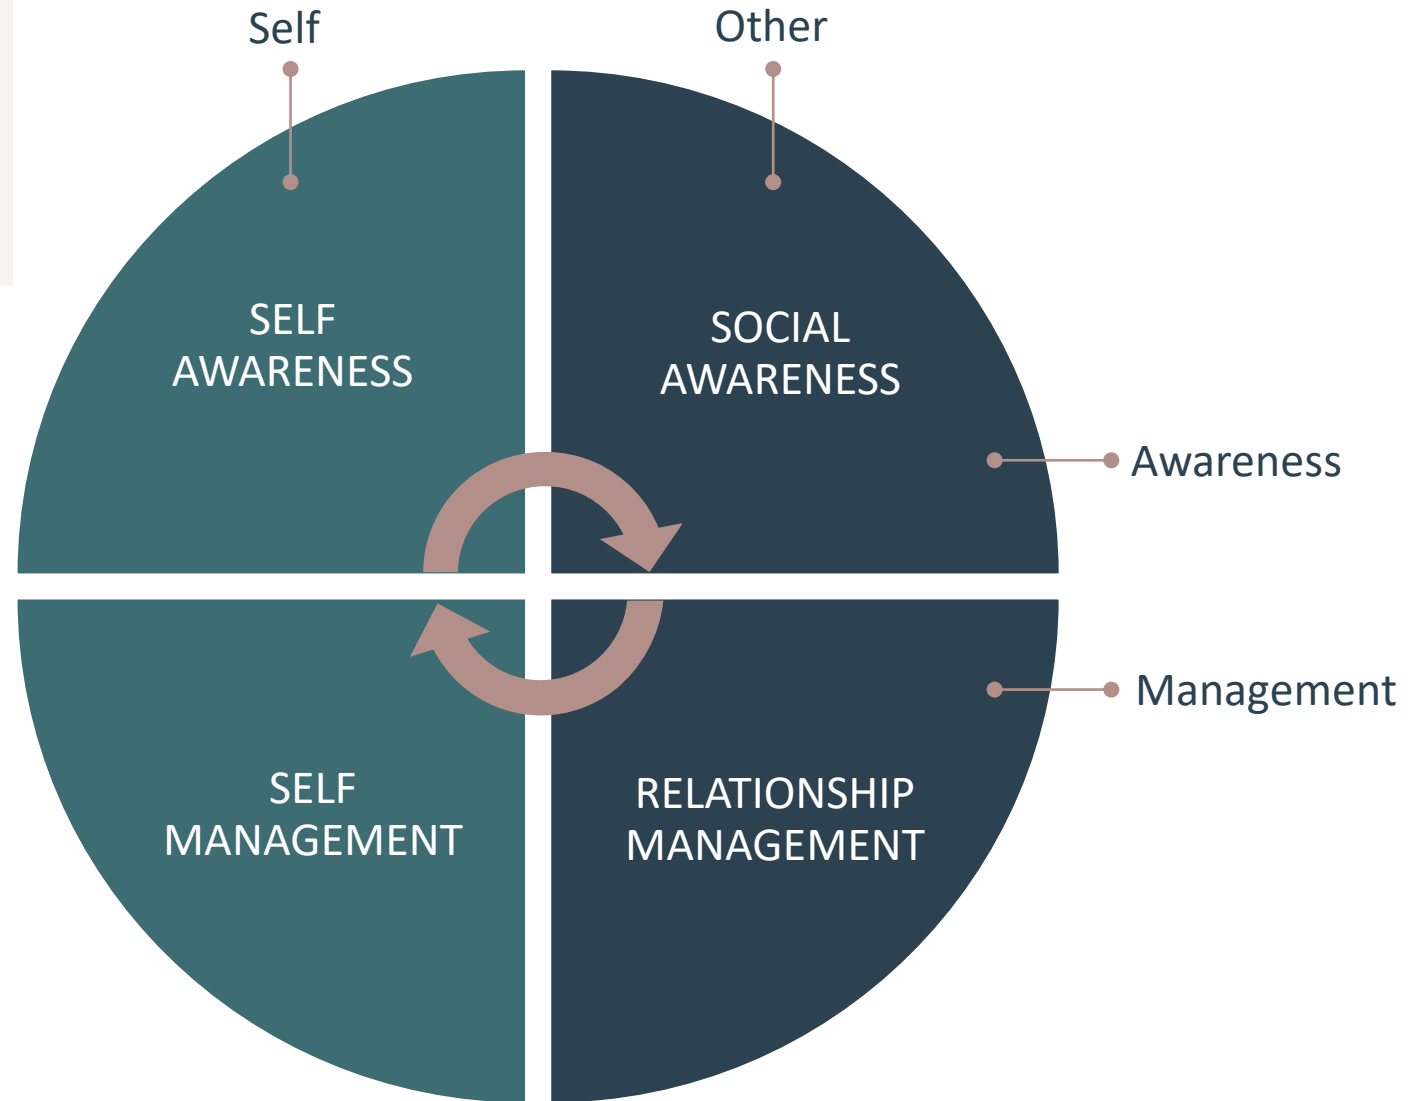 Self
Other
SELF
AWARENESS
SOCIAL
AWARENESS
Awareness
Management
SELF
MANAGEMENT
RELATIONSHIP
MANAGEMENT